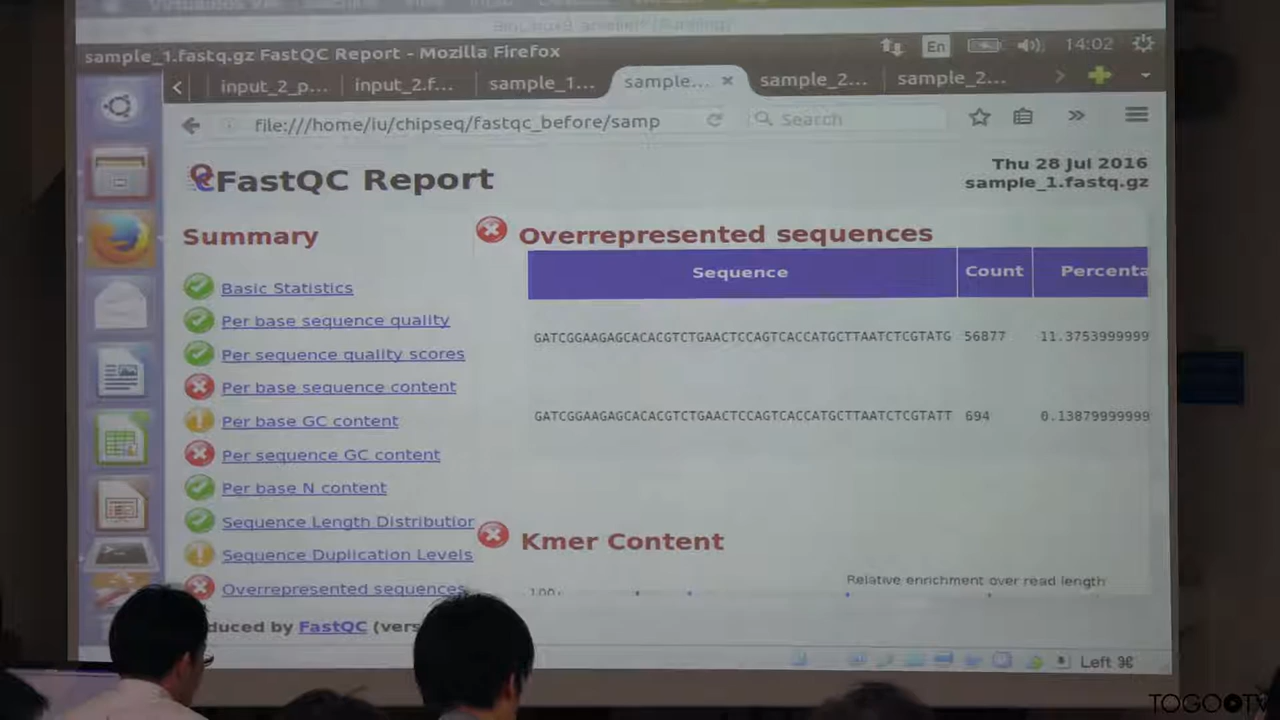 sample_1.fastq.gz FastQC Report - Mozilla Firefox
En
14:02
input_2_p...
input_2.f...
sample_1...
sample...
sample_2...
sample_2...
file:///home/iu/chipseq/fastqc_before/samp
Search
FastQC Report
Thu 28 Jul 2016
sample_1.fastq.gz
Summary
Basic Statistics
Per base sequence quality
Per sequence quality scores
Per base sequence content
Per base GC content
Per sequence GC content
Per base N content
Sequence Length Distribution
Sequence Duplication Levels
Overrepresented sequences
duced by FastQC (vers
Overrepresented sequences
Sequence Count Percenta
GATCGGAAGAGCACACGTCTGAACTCCAGTCACCATGCTTAATCTCGTATG 56877 11.3753999999
GATCGGAAGAGCACACGTCTGAACTCCAGTCACCATGCTTAATCTCGTATT 694 0.13879999999
Kmer Content
Relative enrichment over read length
100
Left ⌘
TOGOTV